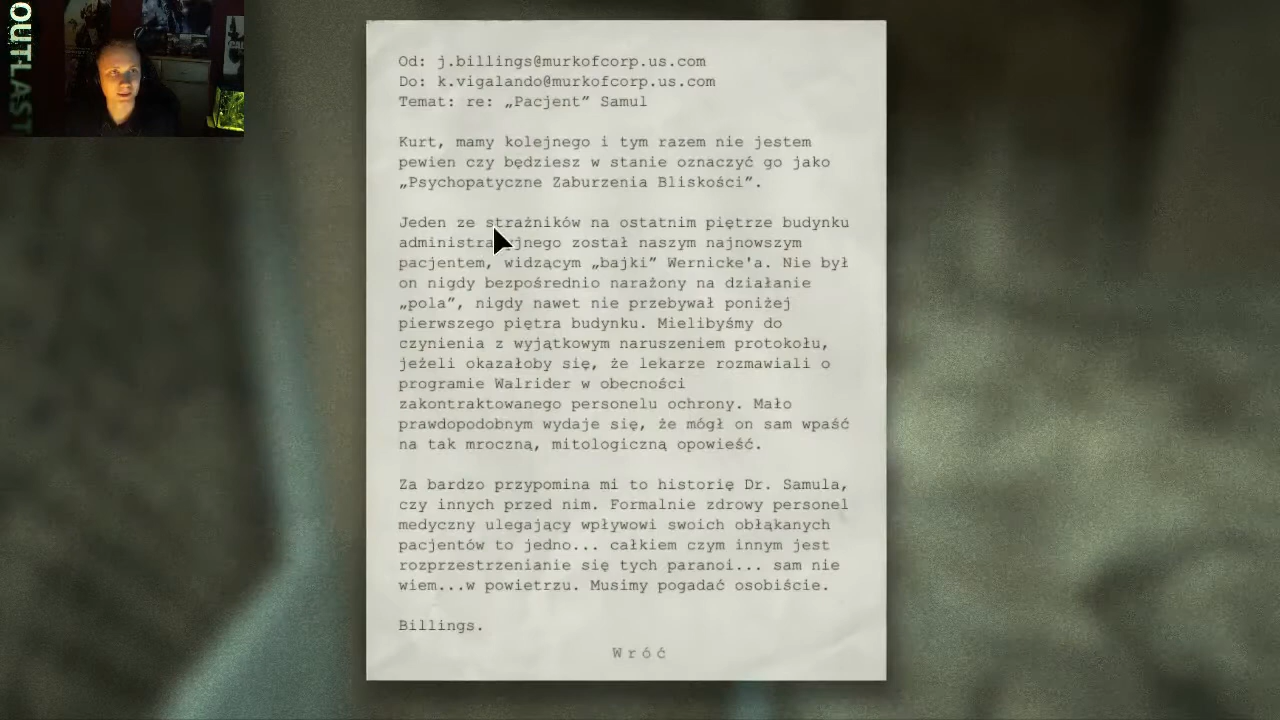 OUTLAST
Od: j.billings@murkofcorp.us.com
Do: k.vigalando@murkofcorp.us.com
Temat: re: „Pacjent” Samul
Kurt, mamy kolejnego i tym razem nie jestem
pewien czy będziesz w stanie oznaczyć go jako
„Psychopatyczne Zaburzenia Bliskości”.
Jeden ze strażników na ostatnim piętrze budynku
administracyjnego został naszym najnowszym
pacjentem, widzącym „bajki” Wernicke'a. Nie był
on nigdy bezpośrednio narażony na działanie
„pola”, nigdy nawet nie przebywał poniżej
pierwszego piętra budynku. Mielibyśmy do
czynienia z wyjątkowym naruszeniem protokołu,
jeżeli okazałoby się, że lekarze rozmawiali o
programie Walrider w obecności
zakontraktowanego personelu ochrony. Mało
prawdopodobnym wydaje się, że mógł on sam wpaść
na tak mroczną, mitologiczną opowieść.
Za bardzo przypomina mi to historię Dr. Samula,
czy innych przed nim. Formalnie zdrowy personel
medyczny ulegający wpływowi swoich obłąkanych
pacjentów to jedno... całkiem czym innym jest
rozprzestrzenianie się tych paranoi... sam nie
wiem...w powietrzu. Musimy pogadać osobiście.
Billings.
Wróć